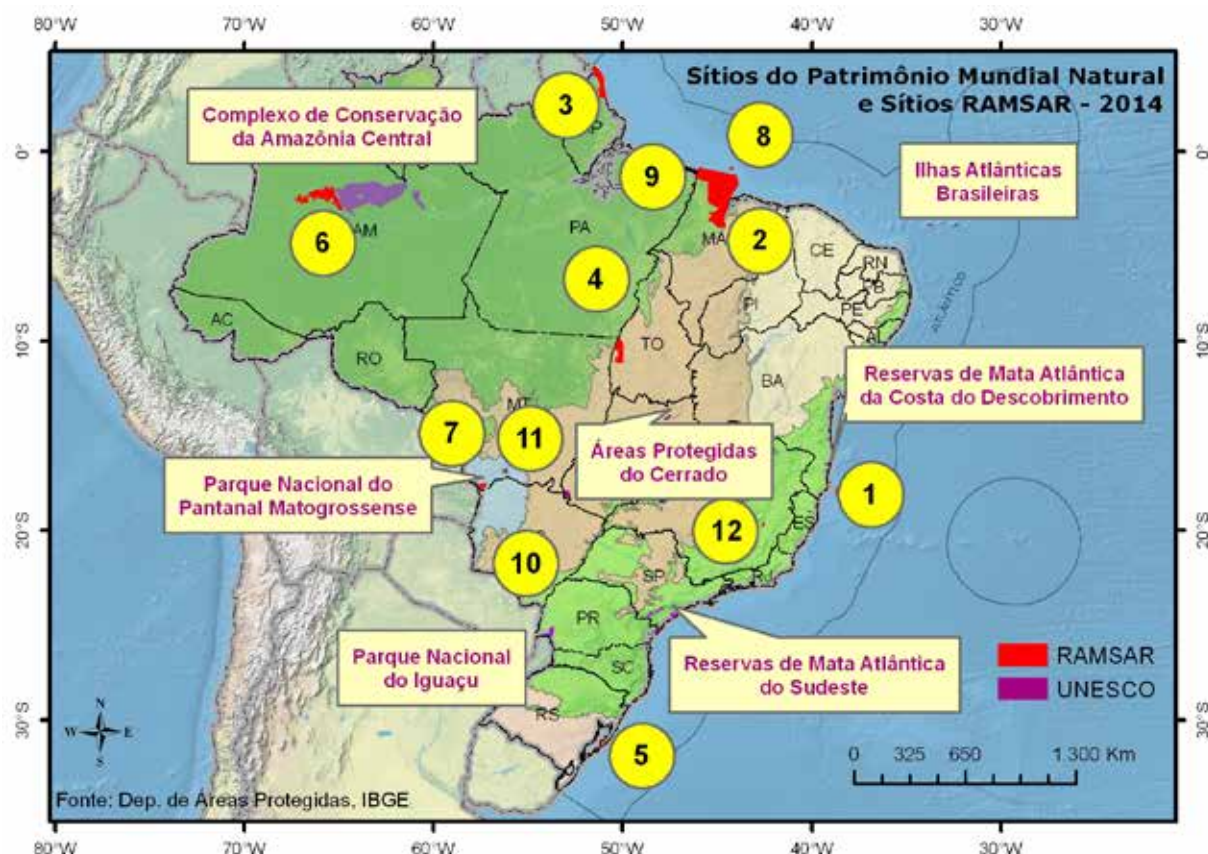 80°W 70°W 60°W 50°W 40°W 30°W
Sítios do Patrimônio Mundial Natural
e Sítios RAMSAR - 2014
Complexo de Conservação
da Amazônia Central
3
8
0°
0°
9
Ilhas Atlânticas
Brasileiras
6
AM
PA
4
MA
2
CE
RN
PB
PI
PE
AL
ATLÂNTICO
AC
RO
TO
BA
10°S
10°S
Reservas de Mata Atlântica
da Costa do Descobrimento
MT
7
11
Áreas Protegidas
do Cerrado
Parque Nacional do
Pantanal Matogrossense
1
12
ES
20°S
20°S
10
SP
RJ
PR
Parque Nacional
do Iguaçu
SC
Reservas de Mata Atlântica
do Sudeste
RAMSAR
UNESCO
RS
30°S
30°S
N
W E
S
5
0 325 650 1.300 Km
Fonte: Dep. de Áreas Protegidas, IBGE
80°W 70°W 60°W 50°W 40°W 30°W